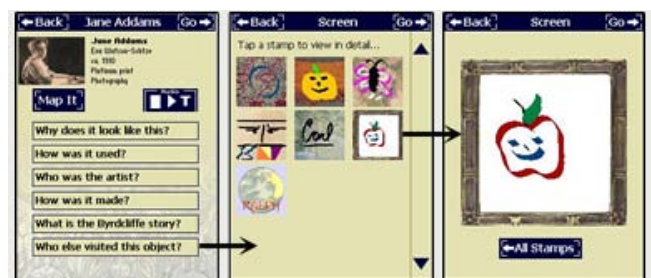 Back Jane Addams Go
Jane Addams
Eva Watson-Schütze
ca. 1910
Platinum print
Photography
Map It
T
Why does it look like this?
How was it used?
Who was the artist?
How was it made?
What is the Byrdcliffe story?
Who else visited this object?
Back Screen Go
Tap a stamp to view in detail...
Cool
RALPH
Back Screen Go
All Stamps